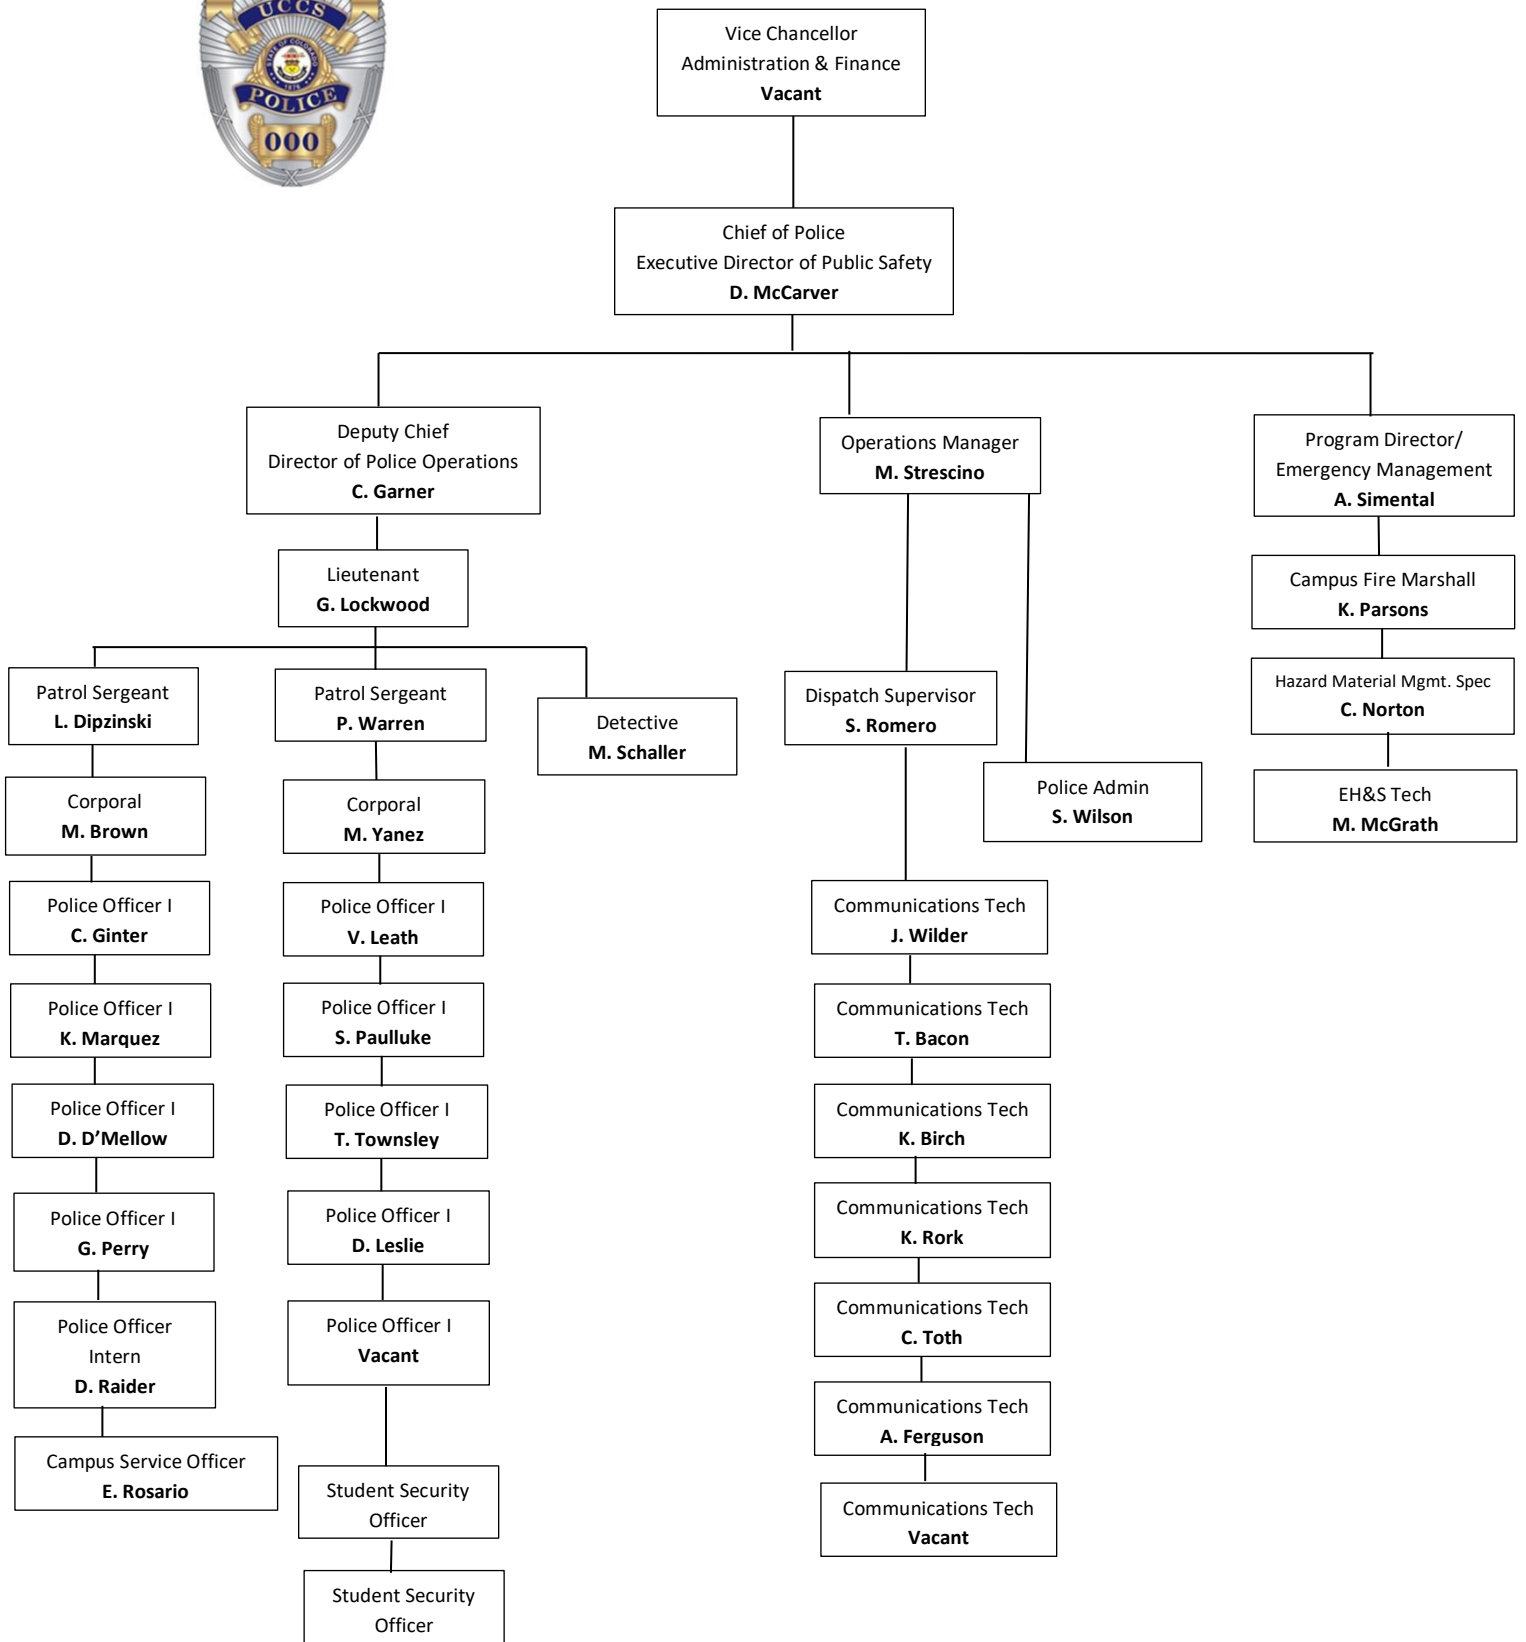 UCCS
STATE OF COLORADO
1876
POLICE
000
Vice Chancellor
Administration & Finance
Vacant
Chief of Police
Executive Director of Public Safety
D. McCarver
Deputy Chief
Director of Police Operations
C. Garner
Operations Manager
M. Strescino
Program Director/
Emergency Management
A. Simental
Lieutenant
G. Lockwood
Campus Fire Marshall
K. Parsons
Patrol Sergeant
L. Dipzinski
Patrol Sergeant
P. Warren
Detective
M. Schaller
Dispatch Supervisor
S. Romero
Hazard Material Mgmt. Spec
C. Norton
Police Admin
S. Wilson
EH&S Tech
M. McGrath
Corporal
M. Brown
Corporal
M. Yanez
Police Officer I
C. Ginter
Police Officer I
V. Leath
Communications Tech
J. Wilder
Police Officer I
K. Marquez
Police Officer I
S. Paulluke
Communications Tech
T. Bacon
Police Officer I
D. D’Mellow
Police Officer I
T. Townsley
Communications Tech
K. Birch
Police Officer I
G. Perry
Police Officer I
D. Leslie
Communications Tech
K. Rork
Police Officer
Intern
D. Raider
Police Officer I
Vacant
Communications Tech
C. Toth
Communications Tech
A. Ferguson
Campus Service Officer
E. Rosario
Student Security
Officer
Communications Tech
Vacant
Student Security
Officer